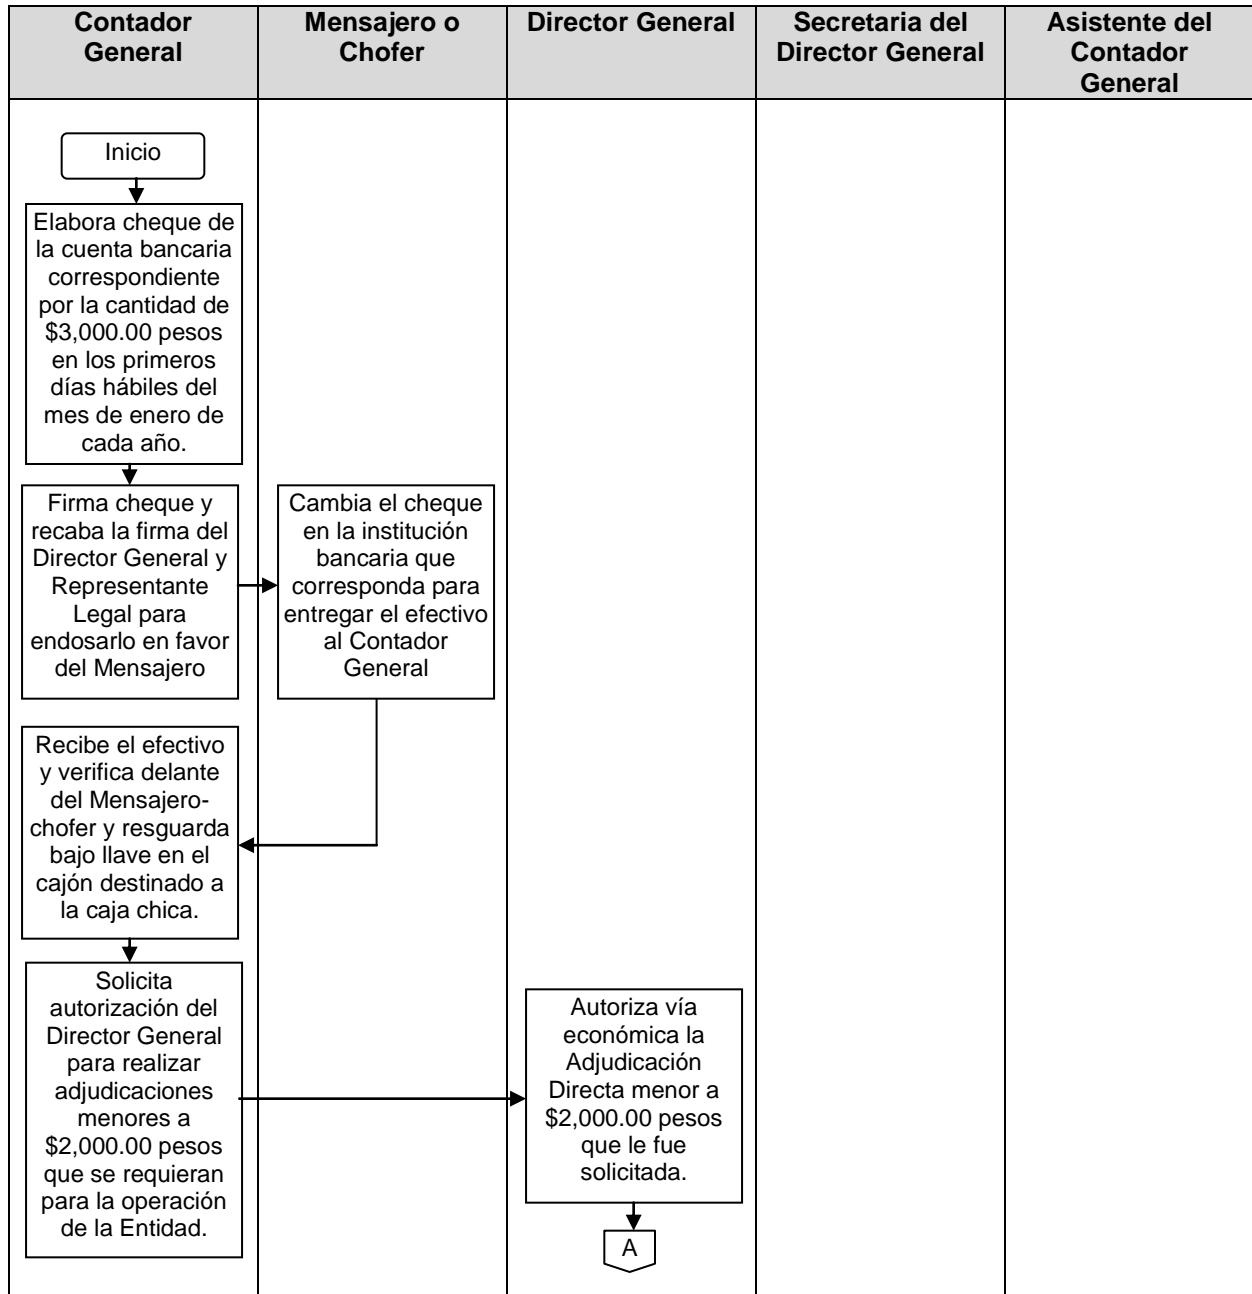 Contador
General
Mensajero o
Chofer
Director General
Secretaria del
Director General
Asistente del
Contador
General
Inicio
Elabora cheque de
la cuenta bancaria
correspondiente
por la cantidad de
$3,000.00 pesos
en los primeros
días hábiles del
mes de enero de
cada año.
Firma cheque y
recaba la firma del
Director General y
Representante
Legal para
endosarlo en favor
del Mensajero
Cambia el cheque
en la institución
bancaria que
corresponda para
entregar el efectivo
al Contador
General
Recibe el efectivo
y verifica delante
del Mensajero-
chofer y resguarda
bajo llave en el
cajón destinado a
la caja chica.
Solicita
autorización del
Director General
para realizar
adjudicaciones
menores a
$2,000.00 pesos
que se requieran
para la operación
de la Entidad.
Autoriza vía
económica la
Adjudicación
Directa menor a
$2,000.00 pesos
que le fue
solicitada.
A